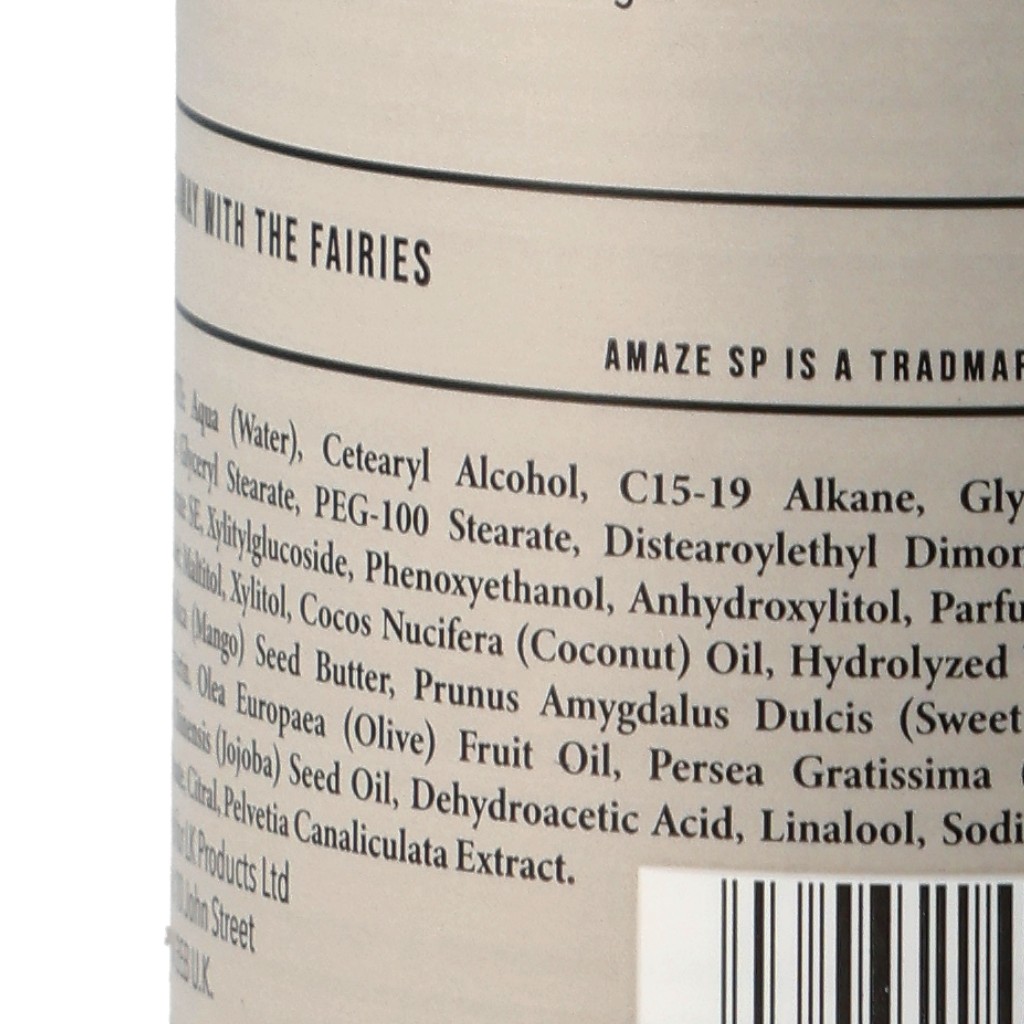 WITH THE FAIRIES
AMAZE SP IS A TRADMAR
Aqua (Water), Cetearyl Alcohol, C15-19 Alkane, Gly
Glyceryl Stearate, PEG-100 Stearate, Distearoylethyl Dimon
SE, Xylitylglucoside, Phenoxyethanol, Anhydroxylitol, Parfu
Maltitol, Xylitol, Cocos Nucifera (Coconut) Oil, Hydrolyzed
(Mango) Seed Butter, Prunus Amygdalus Dulcis (Sweet
Olea Europaea (Olive) Fruit Oil, Persea Gratissima (
(Jojoba) Seed Oil, Dehydroacetic Acid, Linalool, Sodi
Citral, Pelvetia Canaliculata Extract.
Products Ltd
John Street
U.K.